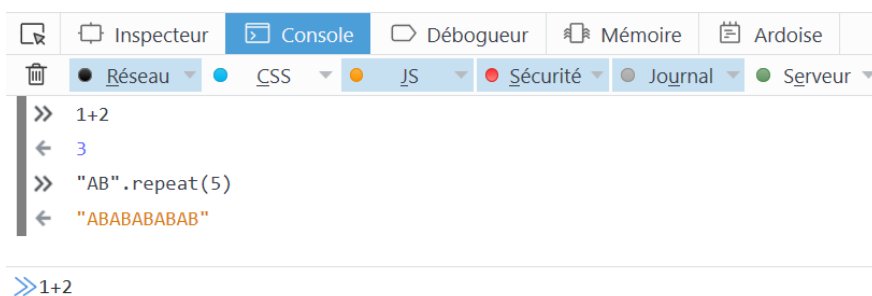 Inspecteur Console Débogueur Mémoire Ardoise
Réseau CSS JS Sécurité Journal Serveur
>> 1+2
← 3
>> "AB".repeat(5)
← "ABABABABAB"
>>1+2